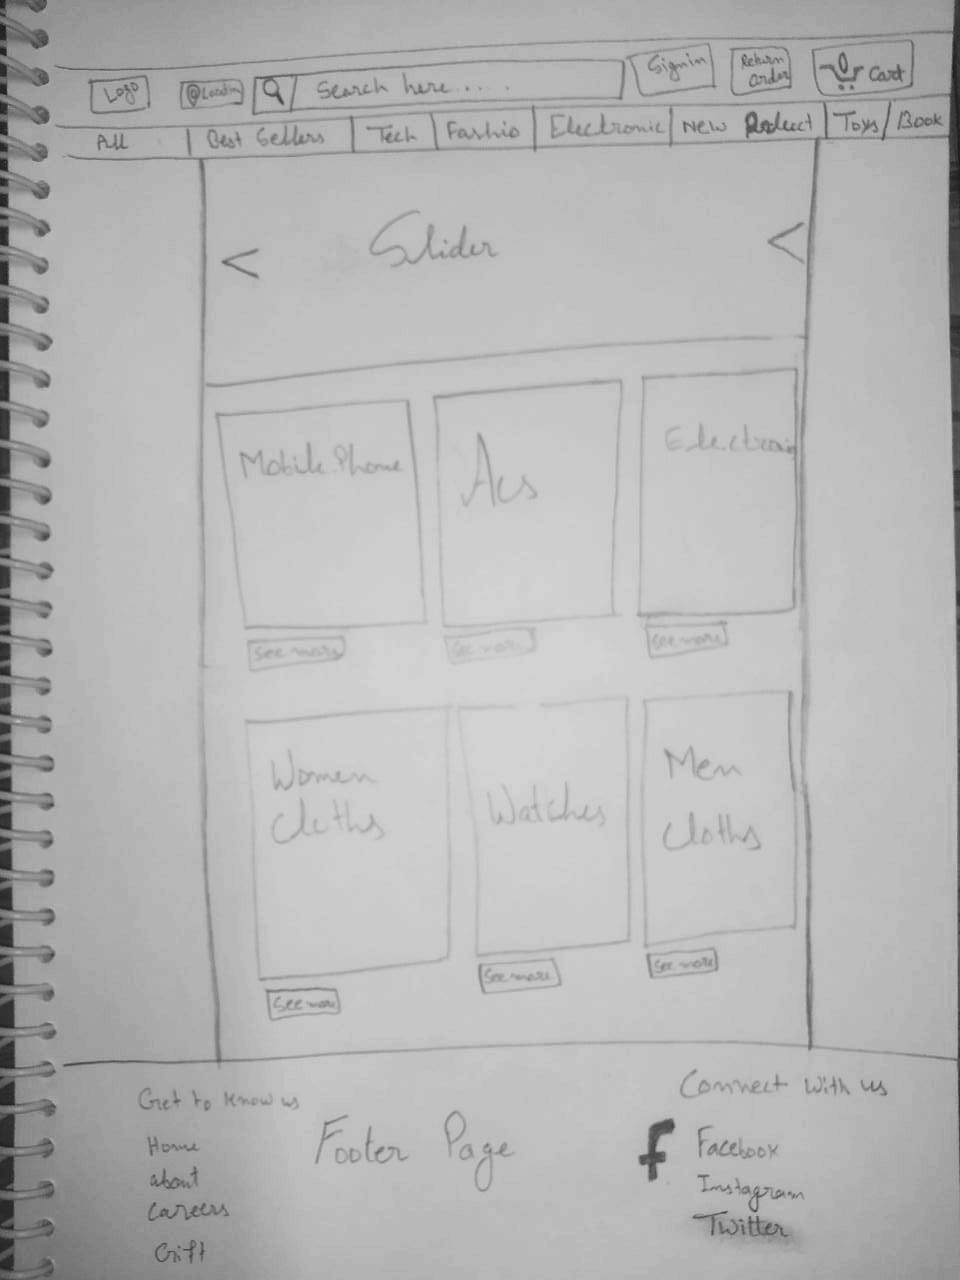 Logo Location Search here..... Signin Return order Cart
All Best Sellers Tech Fashio Electronic New Product Toys/Book
< Slider <
Mobile Phone Acs Electronic
See more See more See more
Women Cloths Watches Men Cloths
See more See more See more
Get to know us
Home
about
careers
Gift
Footer Page
Connect with us
f Facebook
Instagram
Twitter